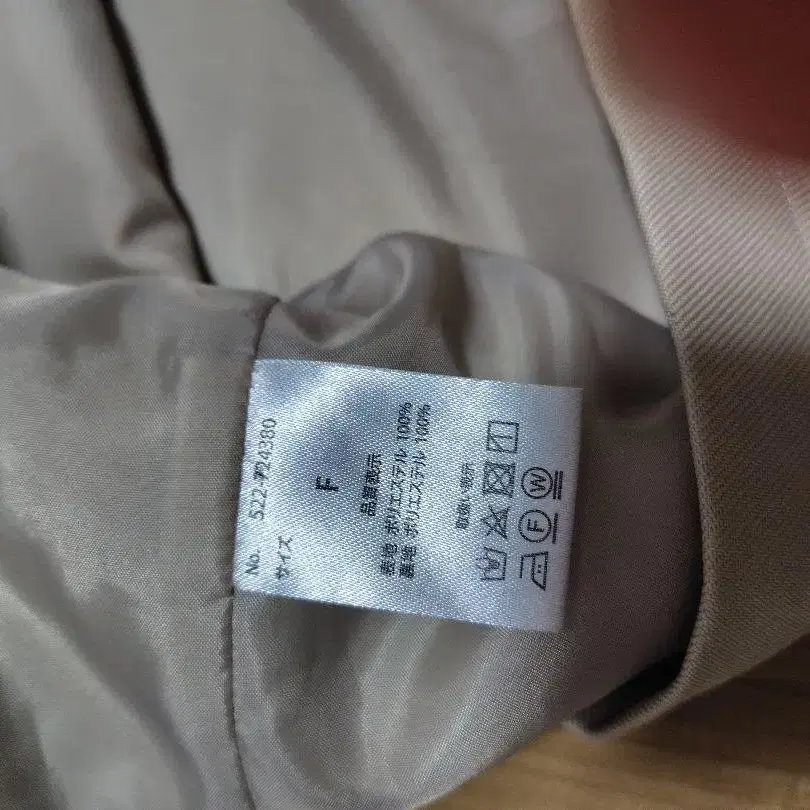 No. 522-724380
サイズ F
品質表示
表地 ポリエステル 100%
裏地 ポリエステル 100%
取扱い表示
F W